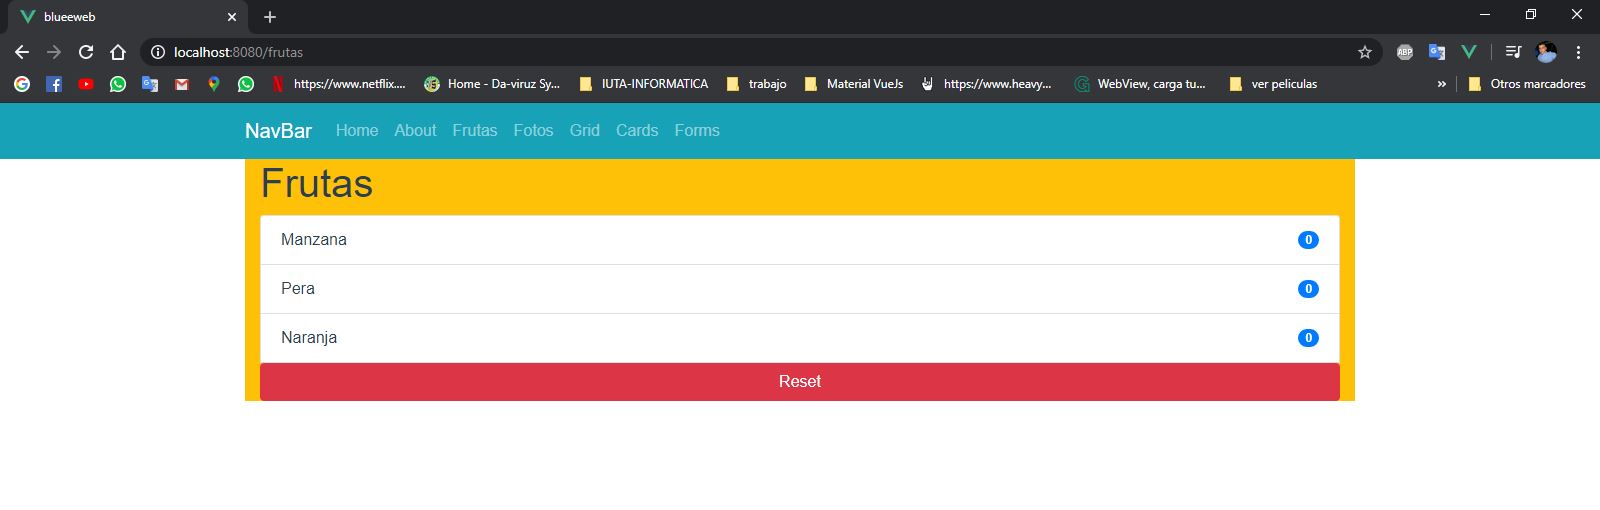 blueeweb
localhost:8080/frutas
ABP
https://www.netflix.... Home - Da-viruz Sy... IUTA-INFORMATICA trabajo Material VueJs https://www.heavy... WebView, carga tu... ver peliculas » Otros marcadores
NavBar Home About Frutas Fotos Grid Cards Forms
Frutas
Manzana 0
Pera 0
Naranja 0
Reset